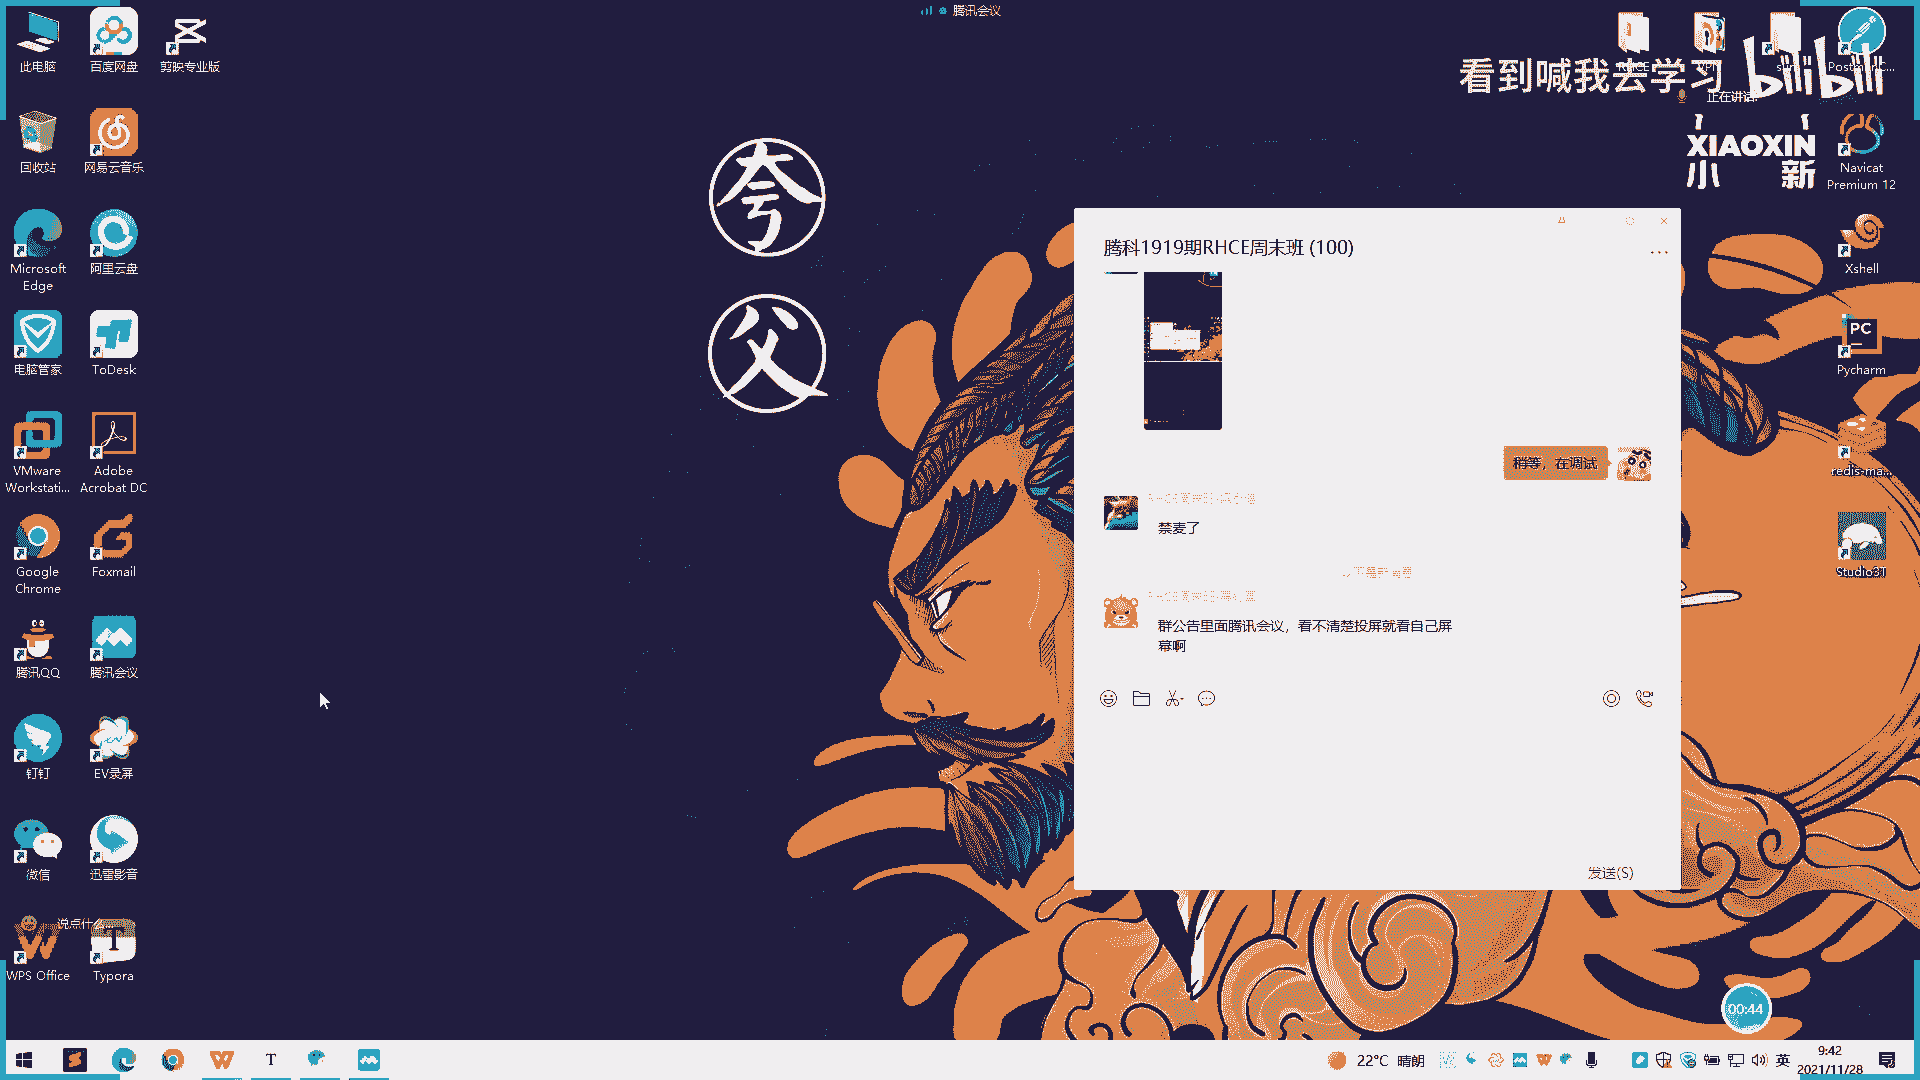 腾讯会议
此电脑
百度网盘
剪映专业版
看到喊我去学习
bilibili
正在讲话:
XIAOXIN
小新
回收站
网易云音乐
Navicat
Premium 12
夸
父
Microsoft
Edge
阿里云盘
Xshell
腾科1919期RHCE周末班 (100)
电脑管家
ToDesk
PC
Pycharm
VMware
Workstati...
Adobe
Acrobat DC
redis-ma...
稍等，在调试
禁麦了
Google
Chrome
Foxmail
Studio3T
群公告里面腾讯会议，看不清楚投屏就看自己屏
幕啊
腾讯QQ
腾讯会议
钉钉
EV录屏
微信
迅雷影音
发送(S)
说点什么...
WPS Office
Typora
00:44
22°C 晴朗
英
9:42
2021/11/28